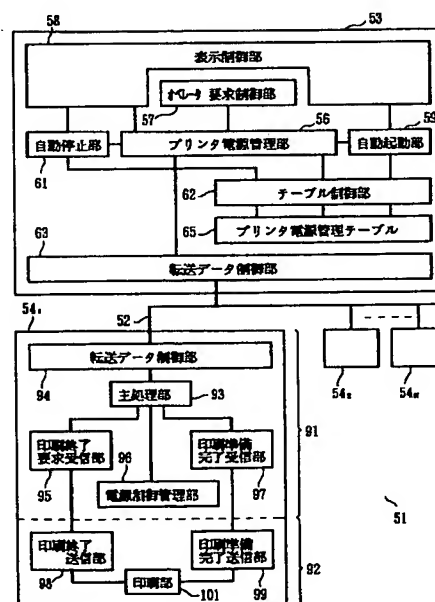 58
53
表示制御部
オペレータ 要求制御部
57
56
59
自動停止部
プリンタ電源管理部
自動起動部
61
62
テーブル制御部
63
65
プリンタ電源管理テーブル
転送データ制御部
54₁
52
転送データ制御部
94
主処理部
93
54₂
54N
91
印刷終了
要求受信部
印刷準備
完了受信部
95
96
97
電源制御管理部
51
印刷終了
送信部
印刷準備
完了送信部
92
98
印刷部
99
101